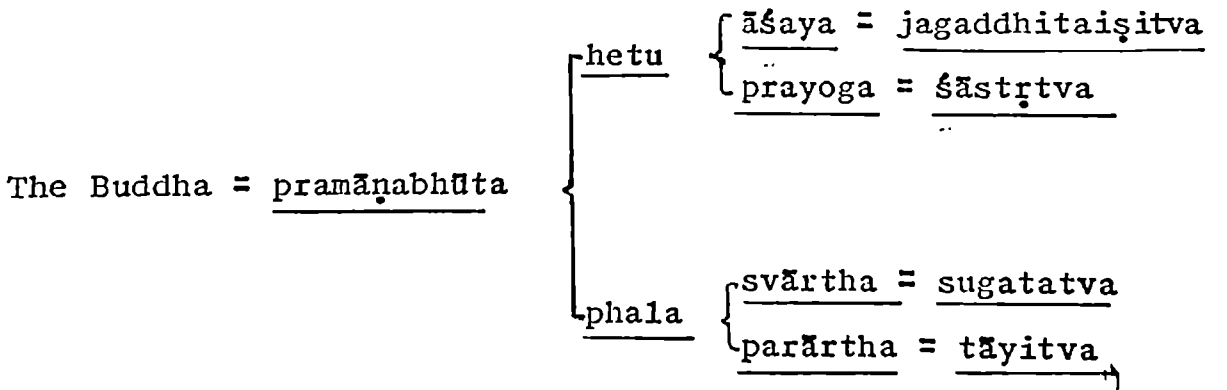 āśaya = jagaddhitaiṣitva
hetu
prayoga = śāstṛtva
The Buddha = pramāṇabhūta
svārtha = sugatatva
phala
parārtha = tāyitva